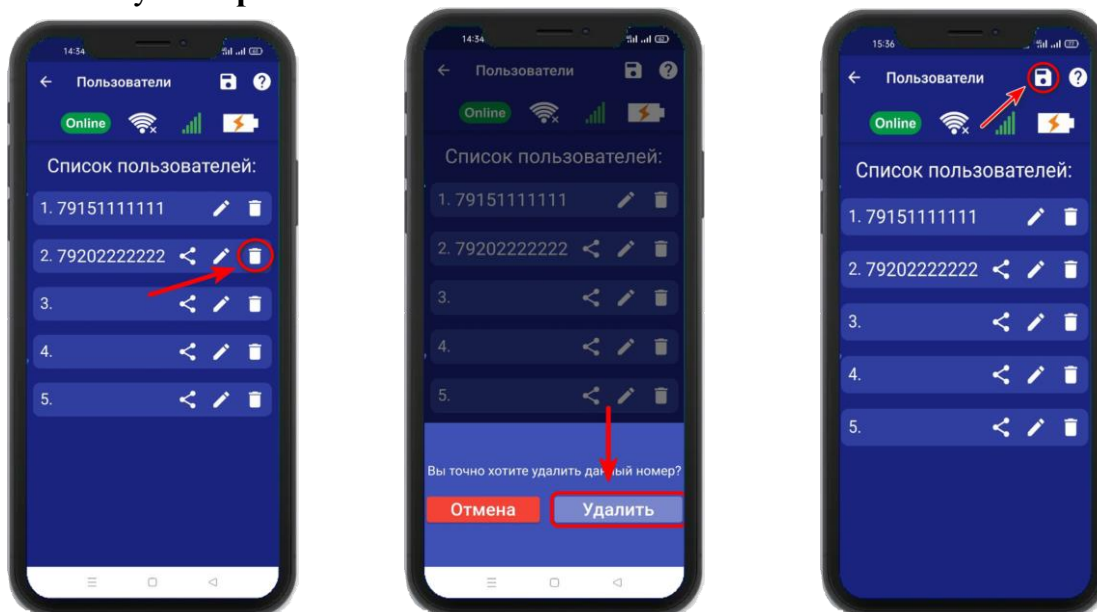 14:34
Пользователи
Online
Список пользователей:
1. 79151111111
2. 79202222222
3.
4.
5.
14:34
Пользователи
Online
Список пользователей:
1. 79151111111
2. 79202222222
3.
4.
5.
Вы точно хотите удалить данный номер?
Отмена
Удалить
15:36
Пользователи
Online
Список пользователей:
1. 79151111111
2. 79202222222
3.
4.
5.